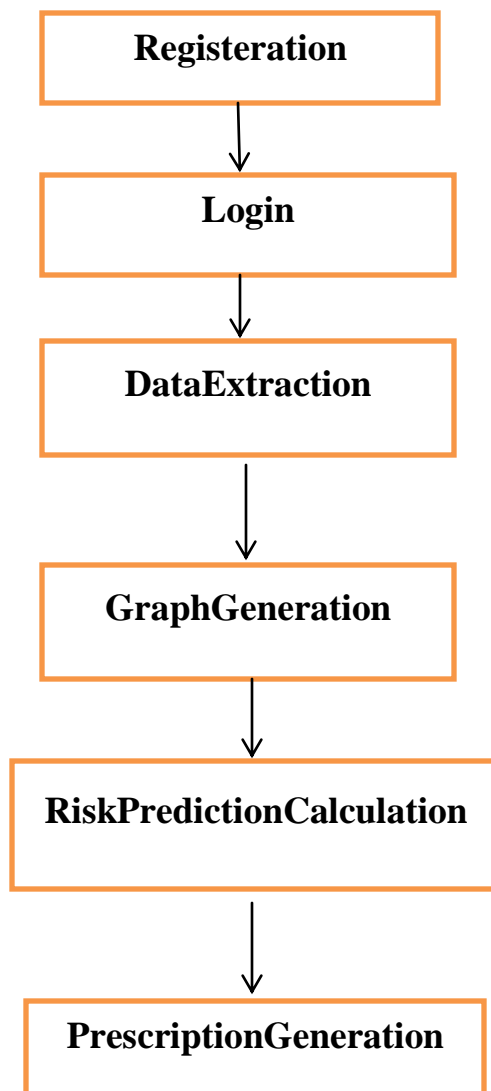 Registeration
Login
DataExtraction
GraphGeneration
RiskPredictionCalculation
PrescriptionGeneration